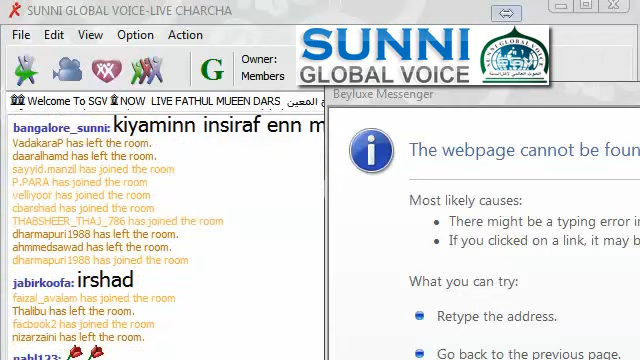 SUNNI GLOBAL VOICE-LIVE CHARCHA
File Menu View Option Action
SUNNI
GLOBAL VOICE
G
Owner:
Members
Welcome To SGV NOW LIVE FATHUL MUEEN DARS المعين
Beyluxe Messenger
bangalore_sunni: kiyaminn insiraf enn m
VadakaraP has left the room.
daaralhamd has left the room.
sayyid.manzil has joined the room
P.PARA has joined the room
velliyoor has joined the room
cbarshad has joined the room
THABSHEER_THAJ_786 has joined the room
dharmapuri1988 has left the room.
ahmmedsawad has left the room.
dharmapuri1988 has joined the room
jabirkoofa: irshad
faizal_avalam has joined the room
Thalibu has left the room.
facbook2 has joined the room
nizarzaini has left the room.
nahl123:
The webpage cannot be foun
Most likely causes:
• There might be a typing error in
• If you clicked on a link, it may b
What you can try:
Retype the address.
Go back to the previous page.